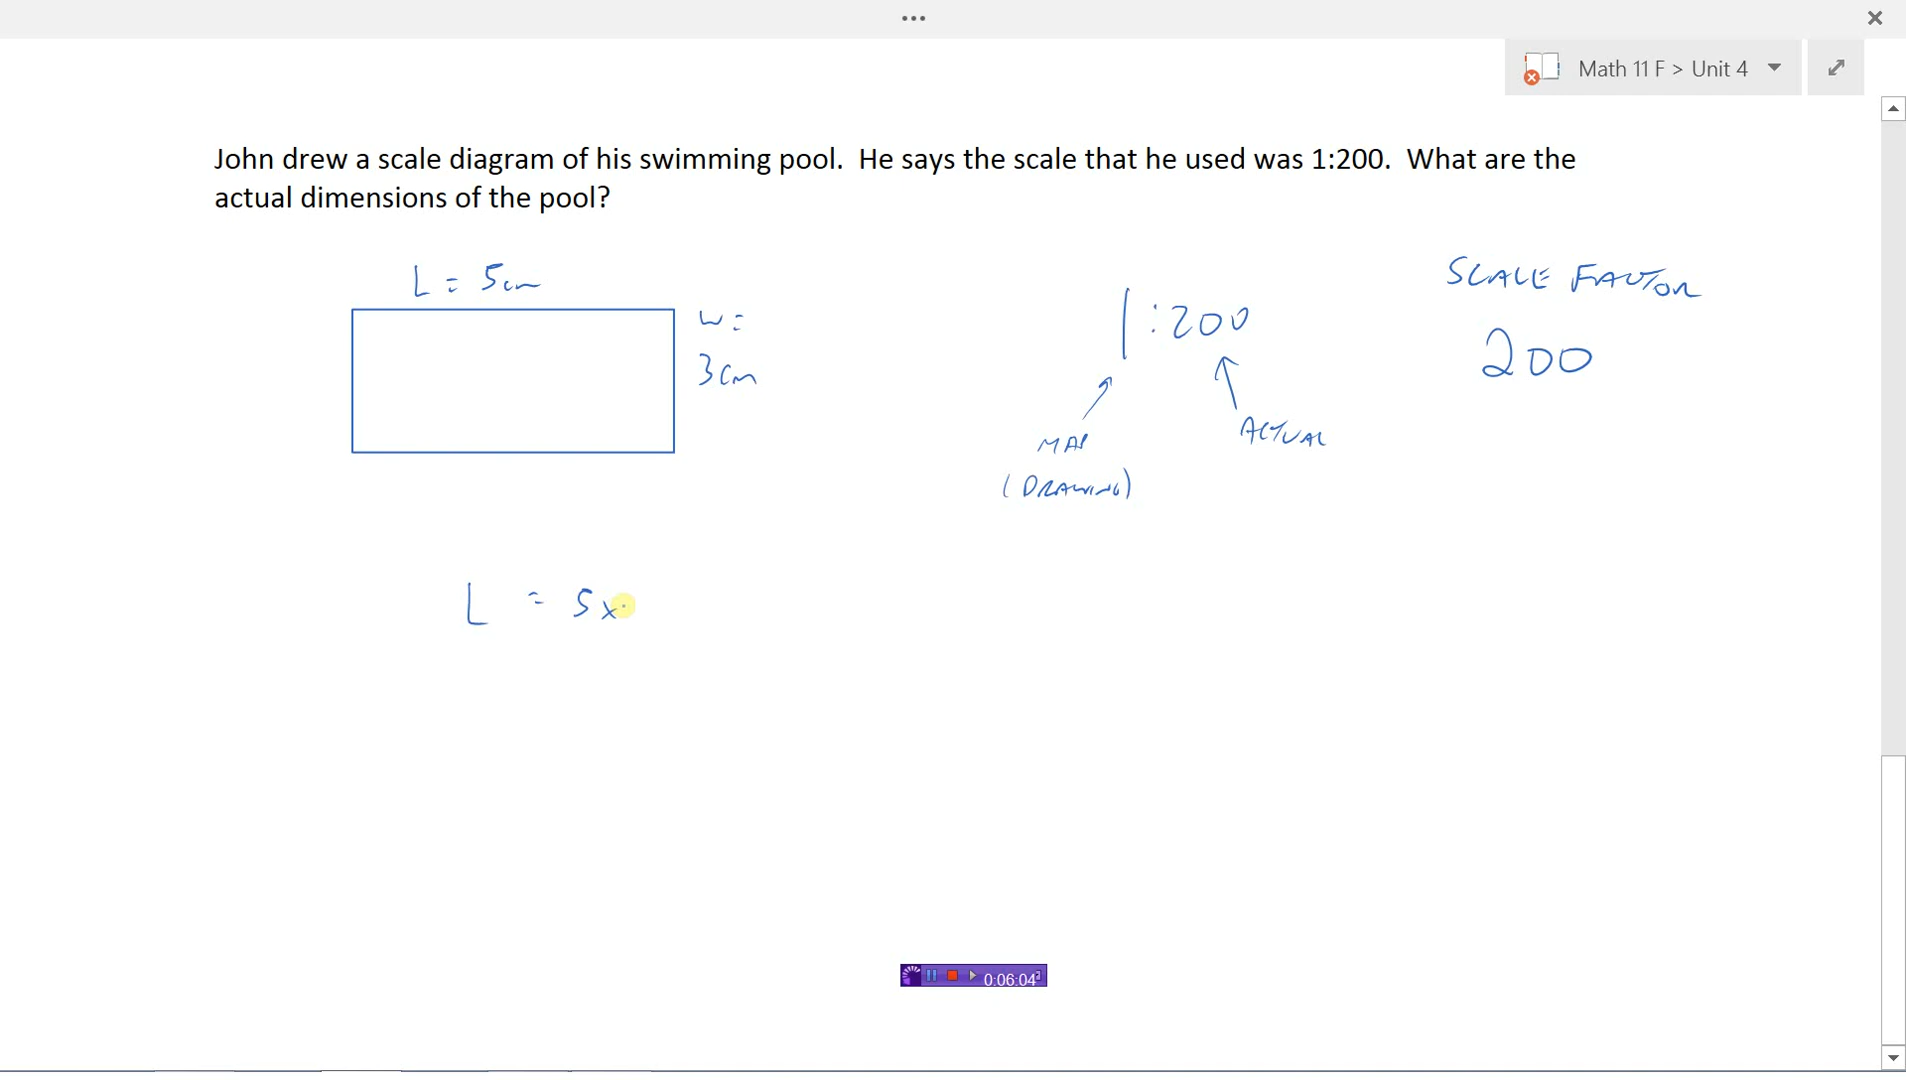 Math 11 F > Unit 4
John drew a scale diagram of his swimming pool. He says the scale that he used was 1:200. What are the
actual dimensions of the pool?
L = 5cm
W =
3cm
1:200
MAP
(DRAWING)
ACTUAL
SCALE FACTOR
200
L = 5x
0:06:04